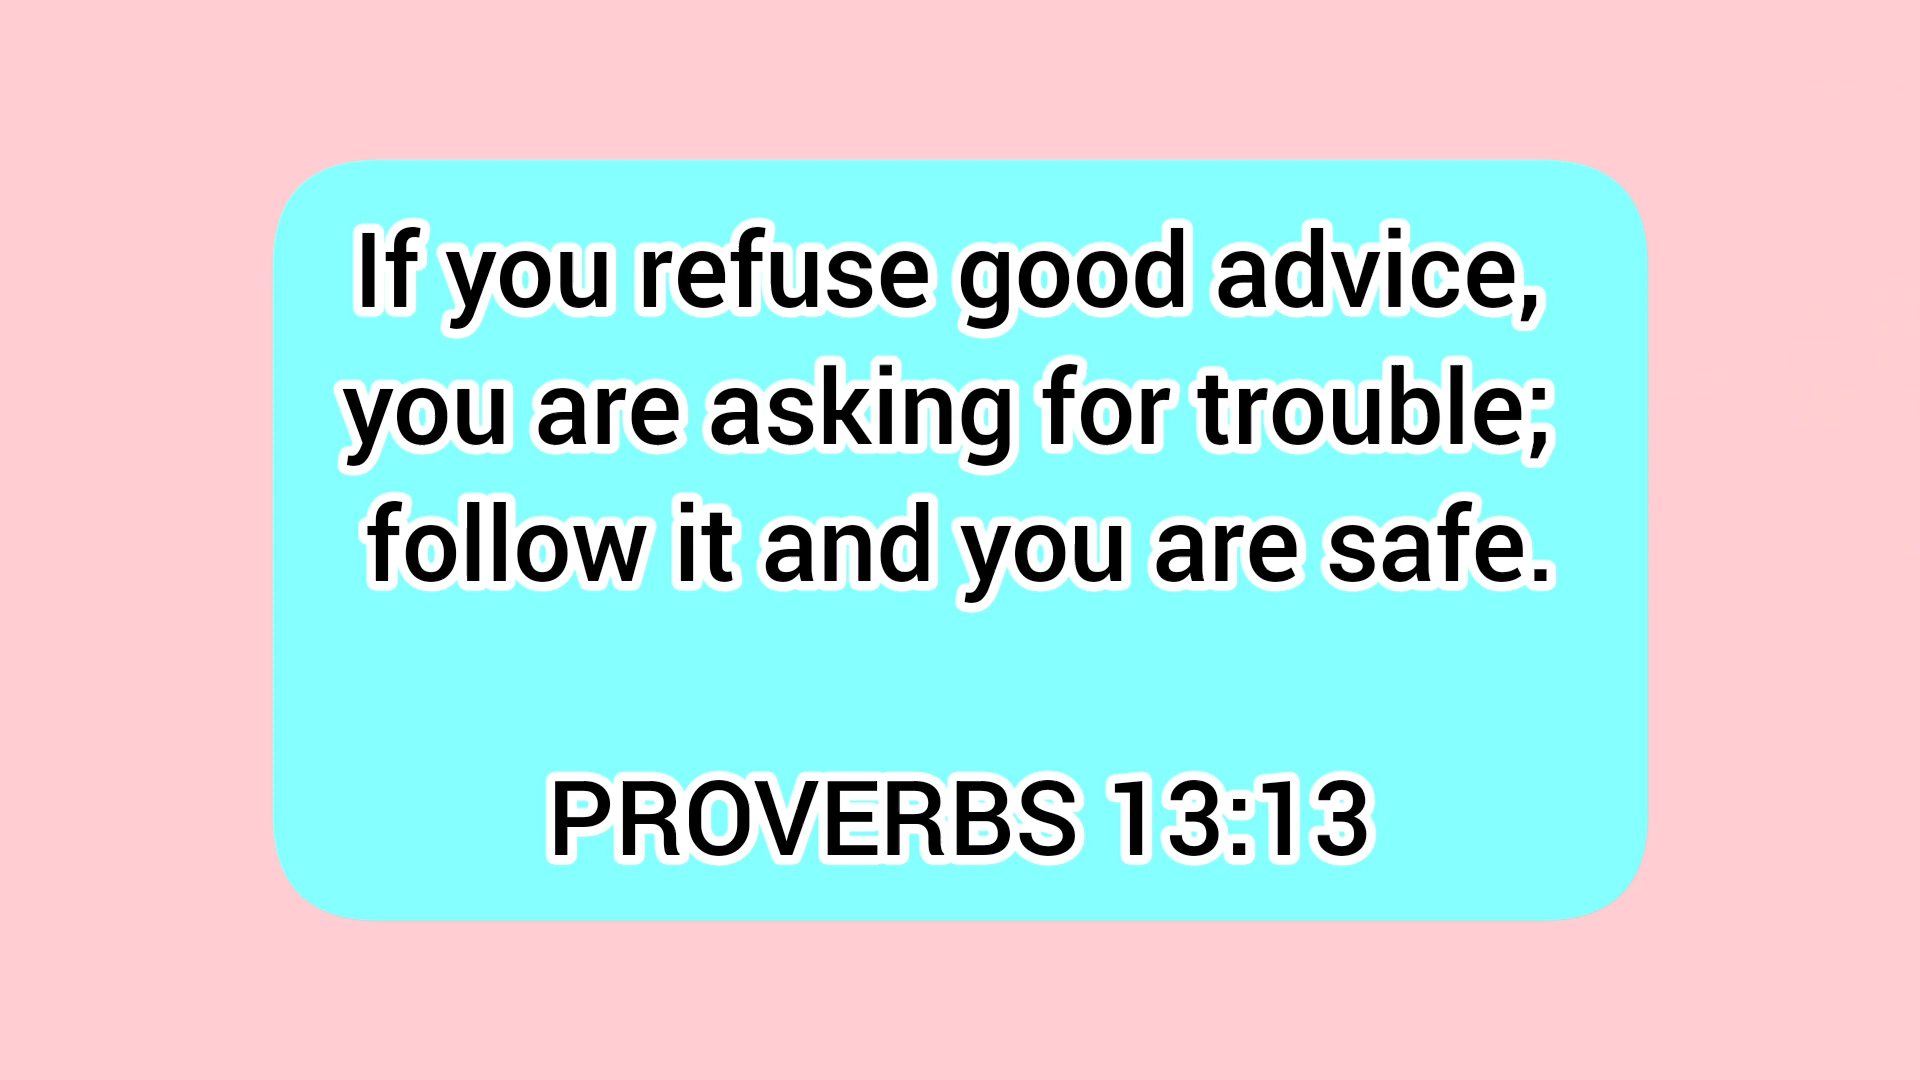 If you refuse good advice,
you are asking for trouble;
follow it and you are safe.
PROVERBS 13:13